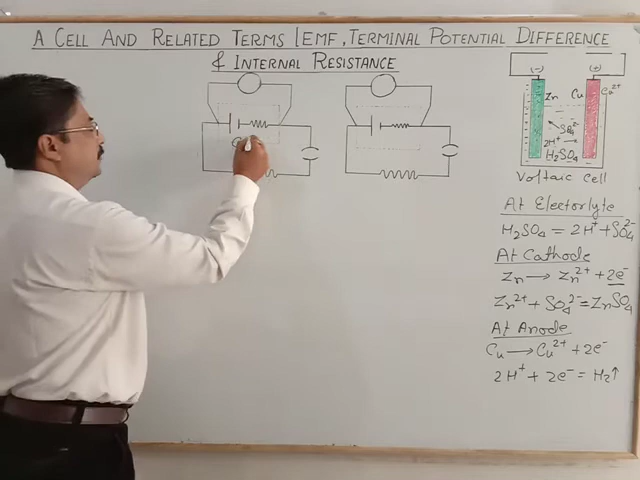 A CELL AND RELATED TERMS | EMF, TERMINAL POTENTIAL DIFFERENCE
& INTERNAL RESISTANCE
(-) (+)
Zn Cu Cu²⁺
SO₄²⁻
2H⁺
H₂SO₄
Voltaic Cell
At Electorlyte
H₂SO₄ = 2H⁺ + SO₄²⁻
At Cathode
Zn → Zn²⁺ + 2e⁻
Zn²⁺ + SO₄²⁻ = ZnSO₄
At Anode
Cu → Cu²⁺ + 2e⁻
2H⁺ + 2e⁻ = H₂↑